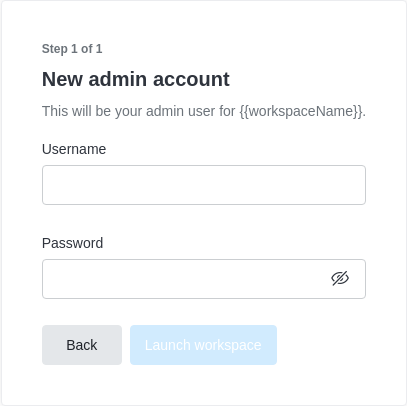 Step 1 of 1
New admin account
This will be your admin user for {{workspaceName}}.
Username
Password
Back
Launch workspace